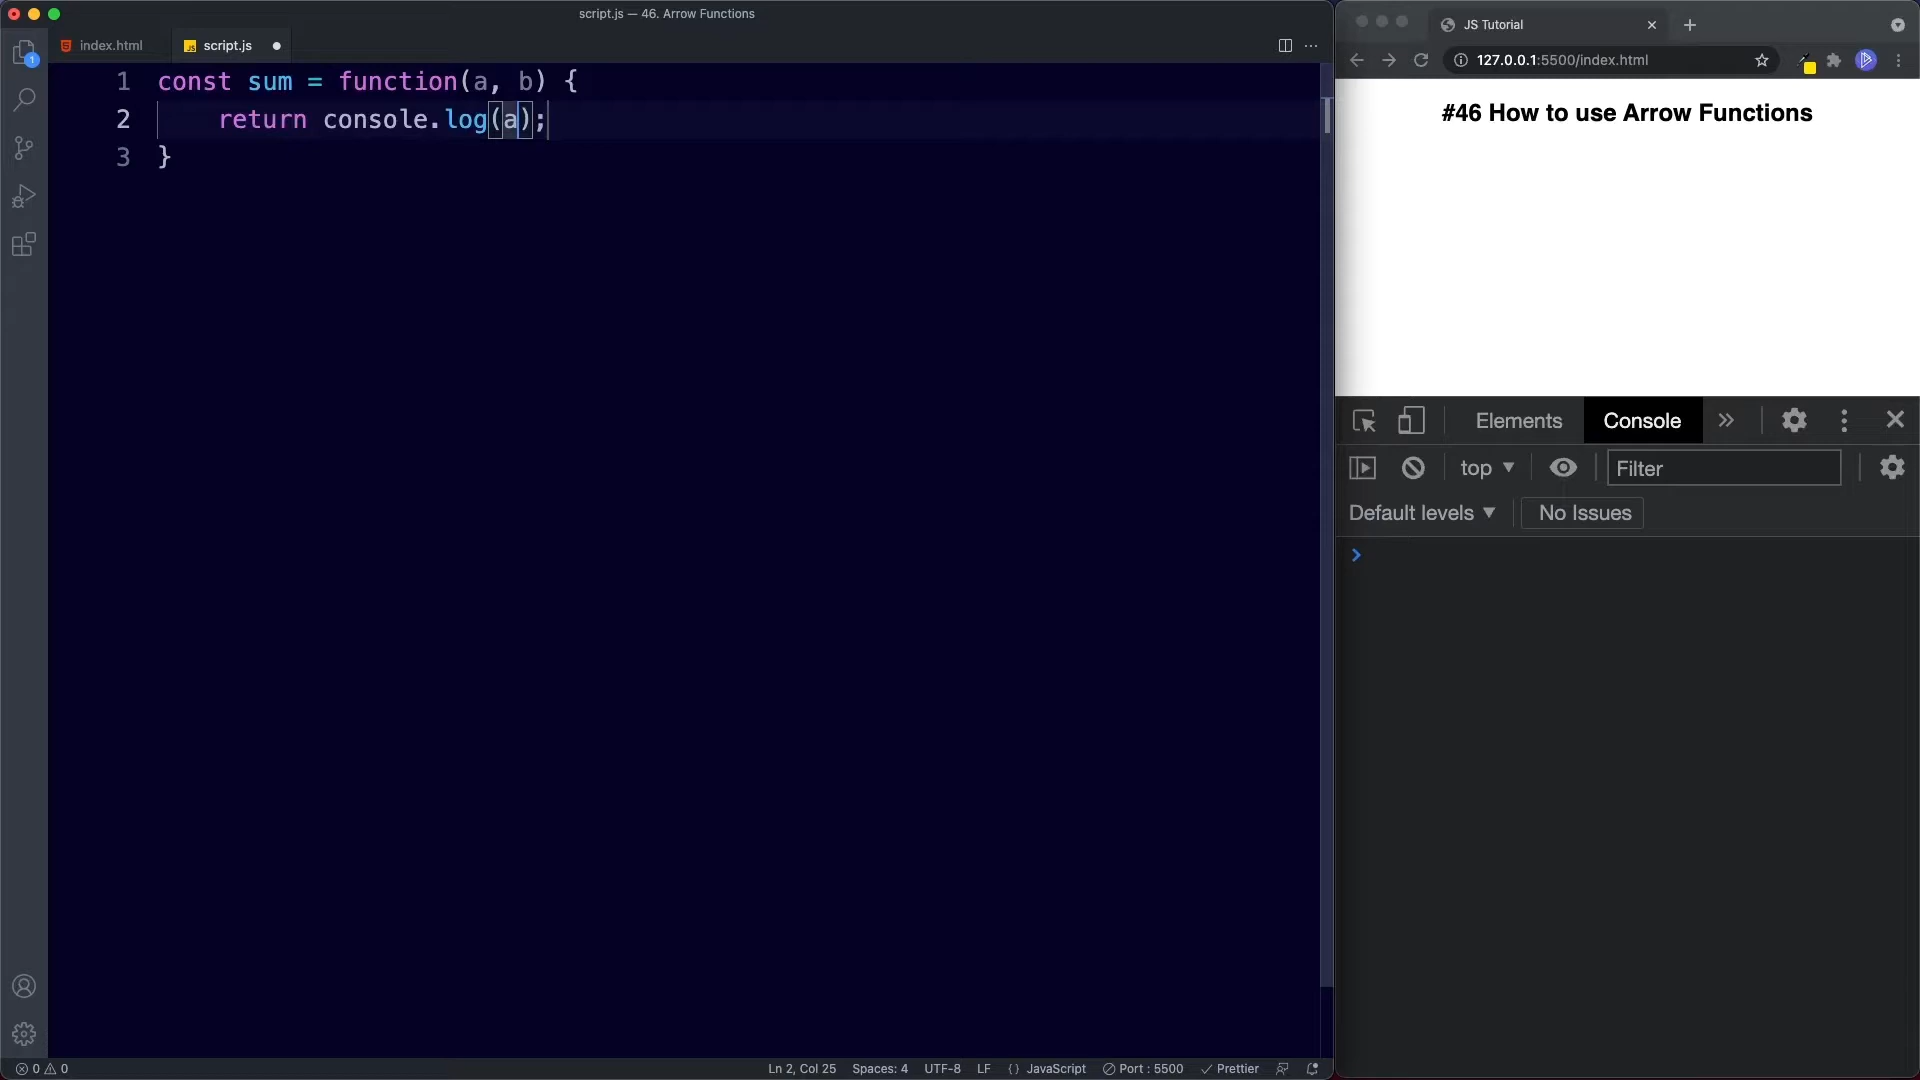 script.js — 46. Arrow Functions
index.html
JS script.js
1 const sum = function(a, b) {
2 return console.log(a);
3 }
0 0
Ln 2, Col 25 Spaces: 4 UTF-8 LF {} JavaScript Port : 5500 Prettier
JS Tutorial
127.0.0.1:5500/index.html
#46 How to use Arrow Functions
Elements Console
top Filter
Default levels No Issues
1